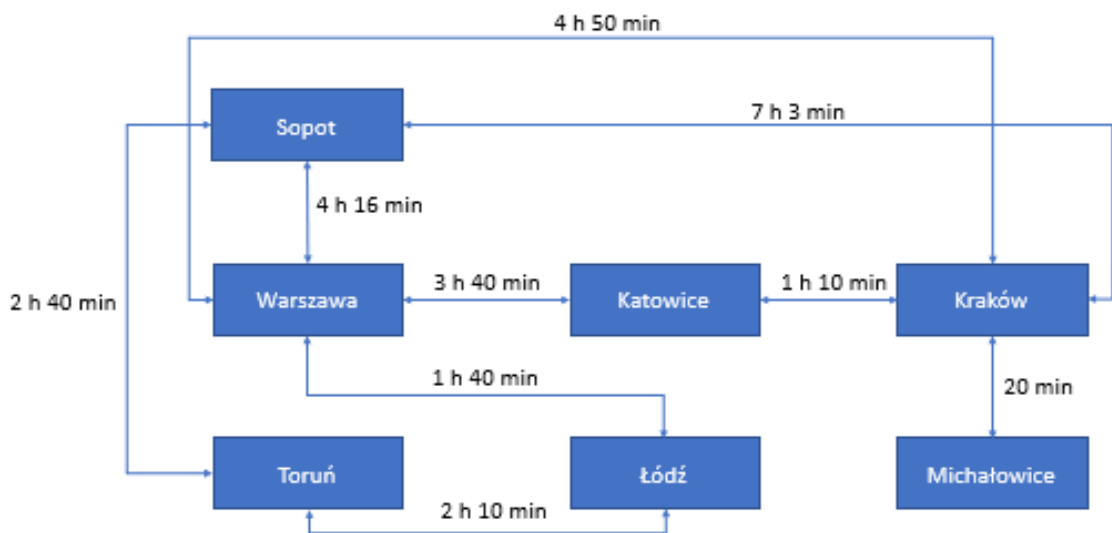 4 h 50 min
Sopot
7 h 3 min
4 h 16 min
2 h 40 min
Warszawa
3 h 40 min
Katowice
1 h 10 min
Kraków
1 h 40 min
20 min
Toruń
Łódź
Michałowice
2 h 10 min